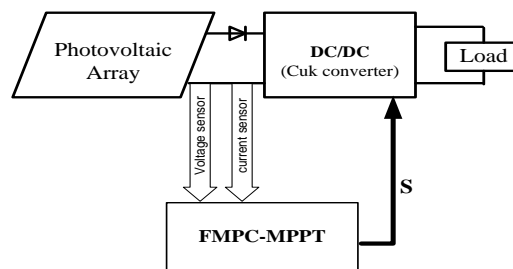 Photovoltaic
Array
DC/DC
(Cuk converter)
Load
Voltage sensor
current sensor
S
FMPC-MPPT